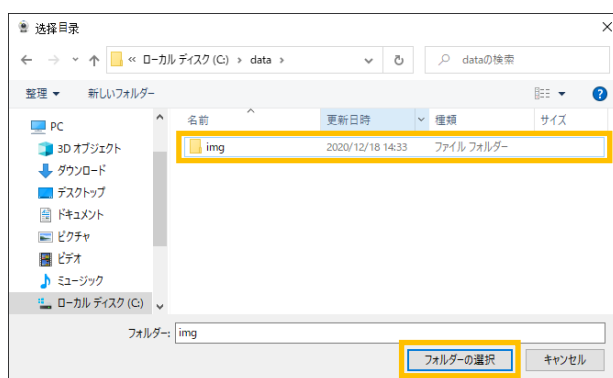 选择目录
« ローカル ディスク (C:) › data ›
dataの検索
整理 新しいフォルダー
名前 更新日時 種類 サイズ
img 2020/12/18 14:33 ファイル フォルダー
PC
3D オブジェクト
ダウンロード
デスクトップ
ドキュメント
ピクチャ
ビデオ
ミュージック
ローカル ディスク (C:)
フォルダー: img
フォルダーの選択 キャンセル